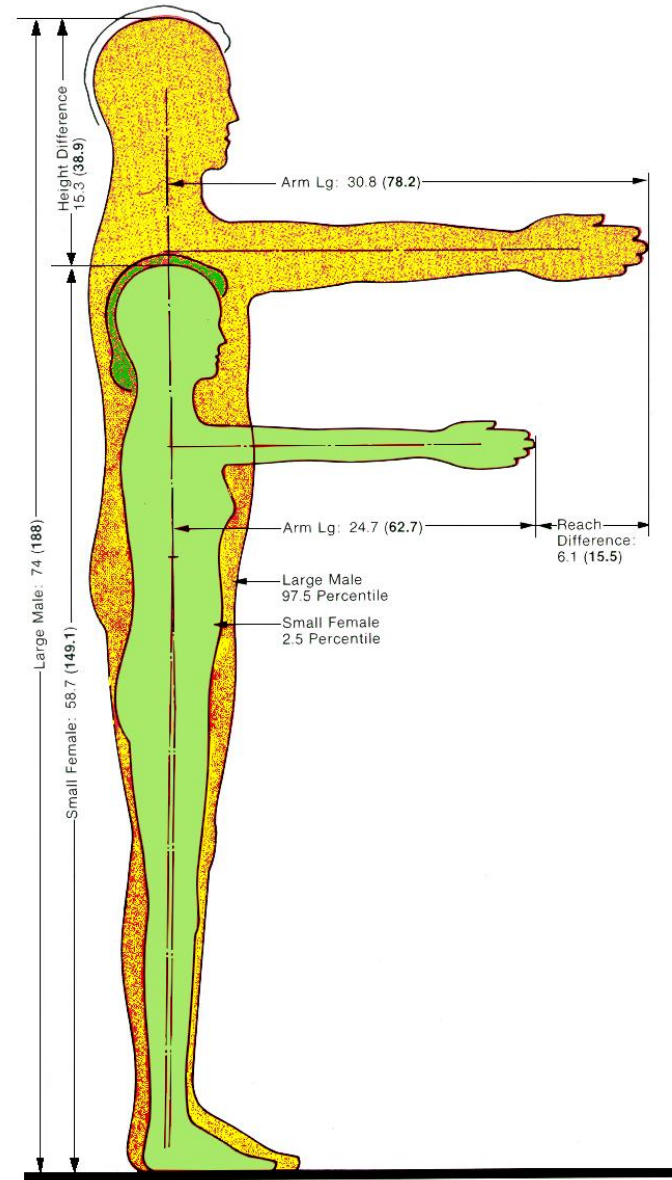 Height Difference
15.3 (38.9)
Arm Lg: 30.8 (78.2)
Arm Lg: 24.7 (62.7)
Reach
Difference:
6.1 (15.5)
Large Male
97.5 Percentile
Small Female
2.5 Percentile
Large Male: 74 (188)
Small Female: 58.7 (149.1)